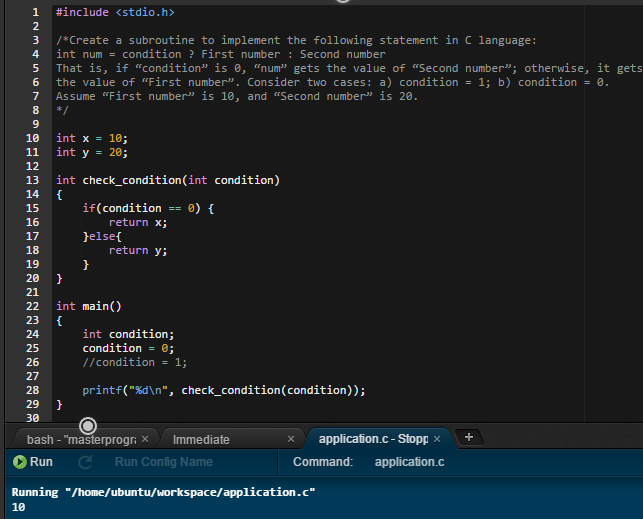 1 #include <stdio.h>
2
3 /*Create a subroutine to implement the following statement in C language:
4 int num = condition ? First number : Second number
5 That is, if “condition” is 0, “num” gets the value of “Second number”; otherwise, it gets
6 the value of “First number”. Consider two cases: a) condition = 1; b) condition = 0.
7 Assume “First number” is 10, and “Second number” is 20.
8 */
9
10 int x = 10;
11 int y = 20;
12
13 int check_condition(int condition)
14 {
15 if(condition == 0) {
16 return x;
17 }else{
18 return y;
19 }
20 }
21
22 int main()
23 {
24 int condition;
25 condition = 0;
26 //condition = 1;
27
28 printf("%d\n", check_condition(condition));
29 }
30
bash - "masterprogra × Immediate × application.c - Stopp × +
Run Run Config Name Command: application.c
Running "/home/ubuntu/workspace/application.c"
10